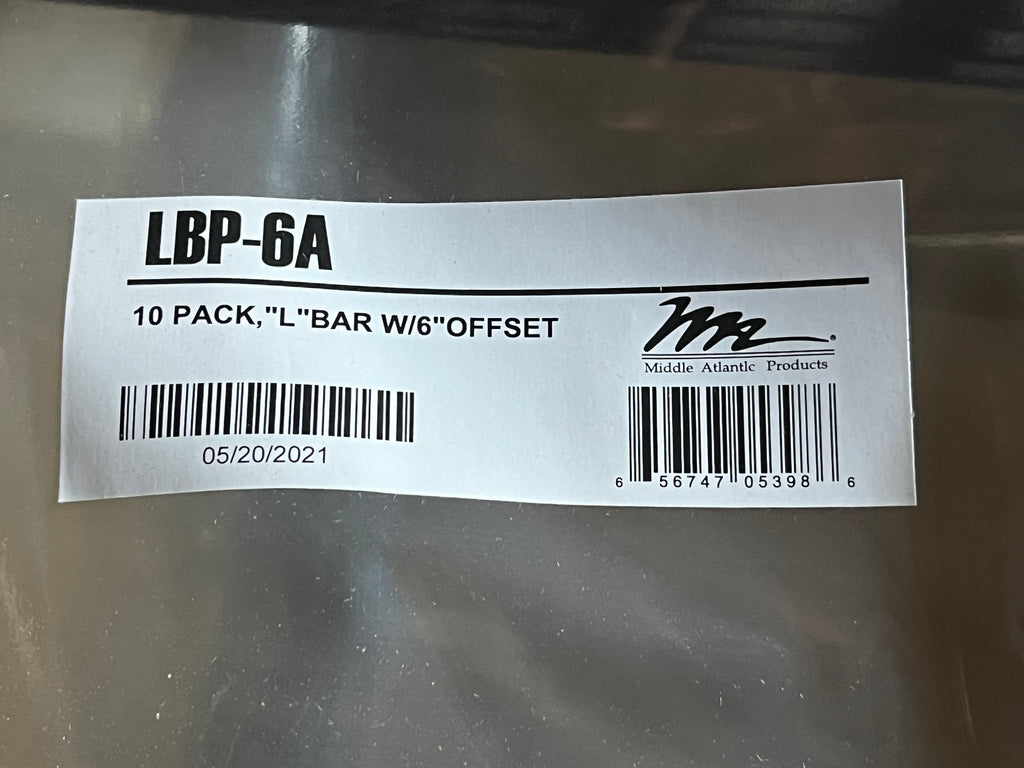 LBP-6A
10 PACK,"L"BAR W/6"OFFSET
Middle Atlantic Products
05/20/2021
6 56747 05398 6